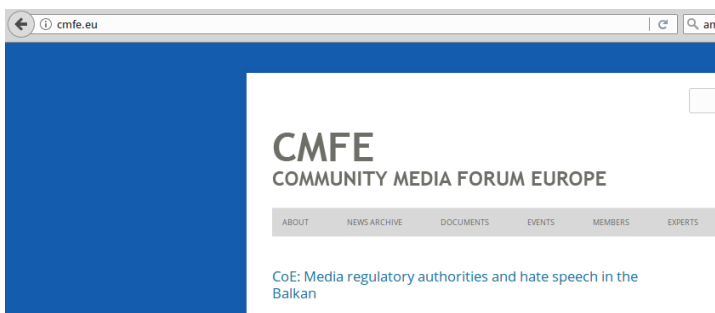 cmfe.eu
an
CMFE
COMMUNITY MEDIA FORUM EUROPE
ABOUT NEWS ARCHIVE DOCUMENTS EVENTS MEMBERS EXPERTS
CoE: Media regulatory authorities and hate speech in the
Balkan